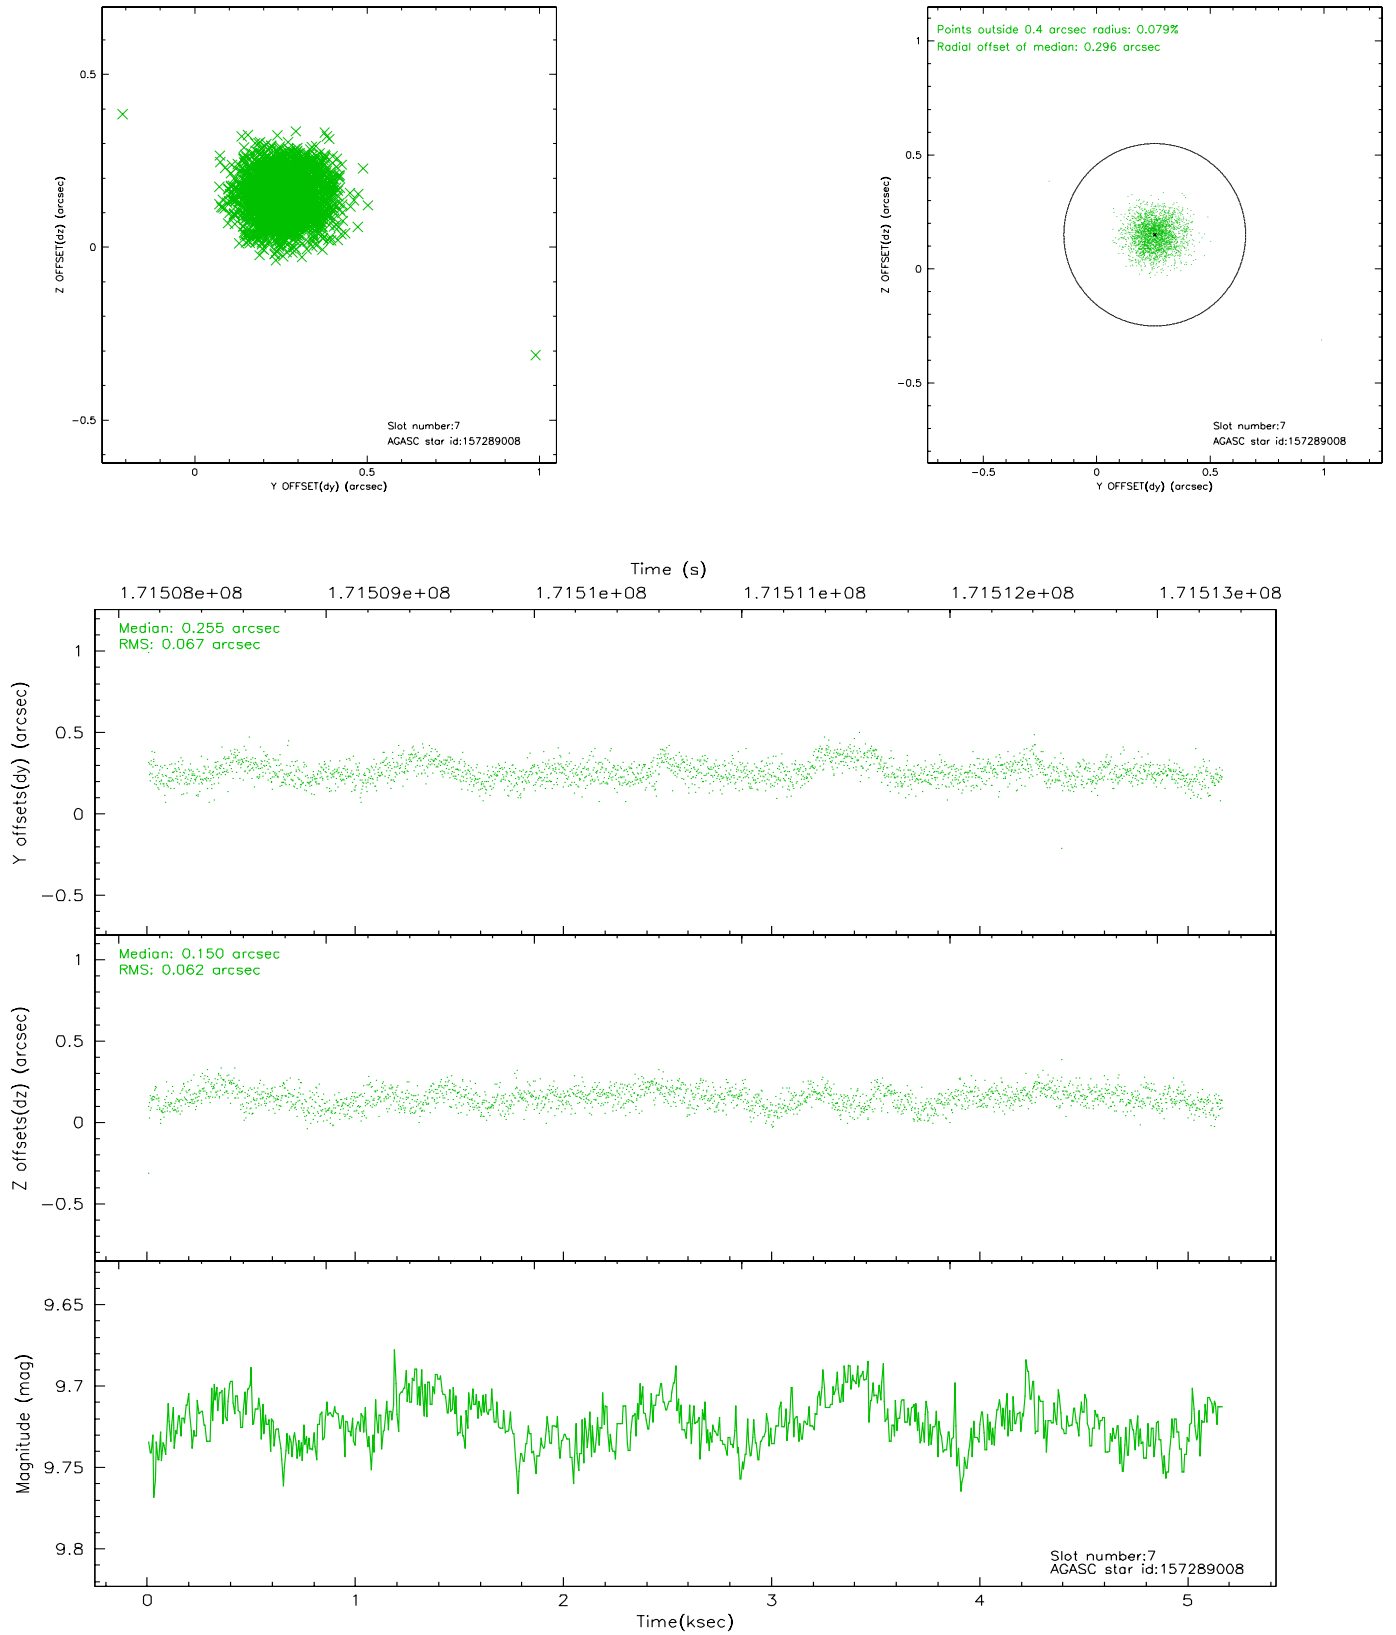 0.5
0
-0.5
Z OFFSET(dz) (arcsec)
Slot number:7
AGASC star id:157289008
0 0.5 1
Y OFFSET(dy) (arcsec)
Points outside 0.4 arcsec radius: 0.079%
Radial offset of median: 0.296 arcsec
1
0.5
0
-0.5
Z OFFSET(dz) (arcsec)
Slot number:7
AGASC star id:157289008
-0.5 0 0.5 1
Y OFFSET(dy) (arcsec)
Time (s)
1.71508e+08 1.71509e+08 1.7151e+08 1.71511e+08 1.71512e+08 1.71513e+08
Median: 0.255 arcsec
RMS: 0.067 arcsec
1
0.5
0
-0.5
Y offsets(dy) (arcsec)
Median: 0.150 arcsec
RMS: 0.062 arcsec
1
0.5
0
-0.5
Z offsets(dz) (arcsec)
9.65
9.7
9.75
9.8
Magnitude (mag)
Slot number:7
AGASC star id:157289008
0 1 2 3 4 5
Time(ksec)